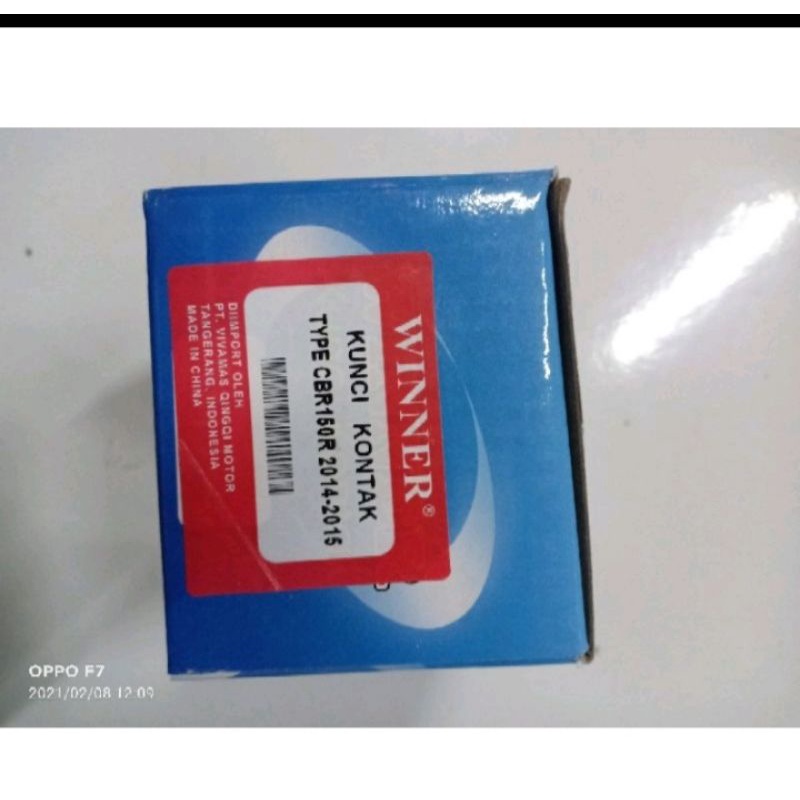 WINNER®
KUNCI KONTAK
TYPE CBR150R 2014-2015
DIIMPORT OLEH
PT. VIVAMAS QINGQI MOTOR
TANGERANG, INDONESIA
MADE IN CHINA
OPPO F7
2021/02/08 12:09